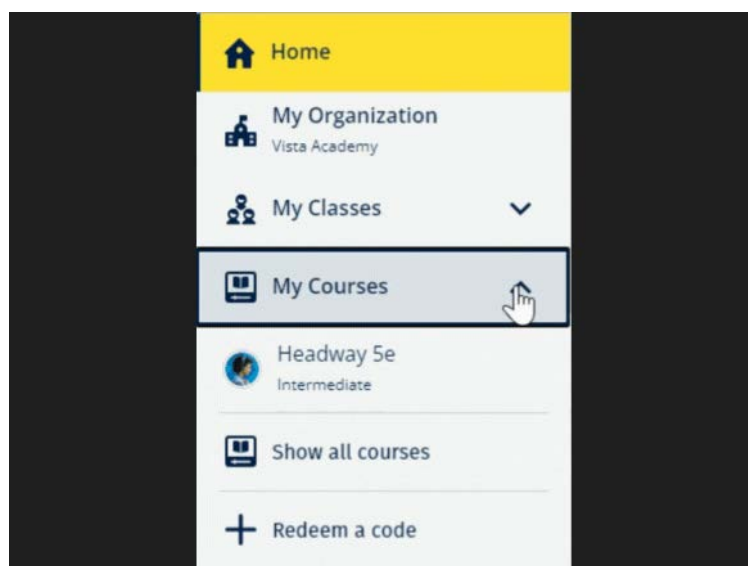 Home
My Organization
Vista Academy
My Classes
My Courses
Headway 5e
Intermediate
Show all courses
Redeem a code